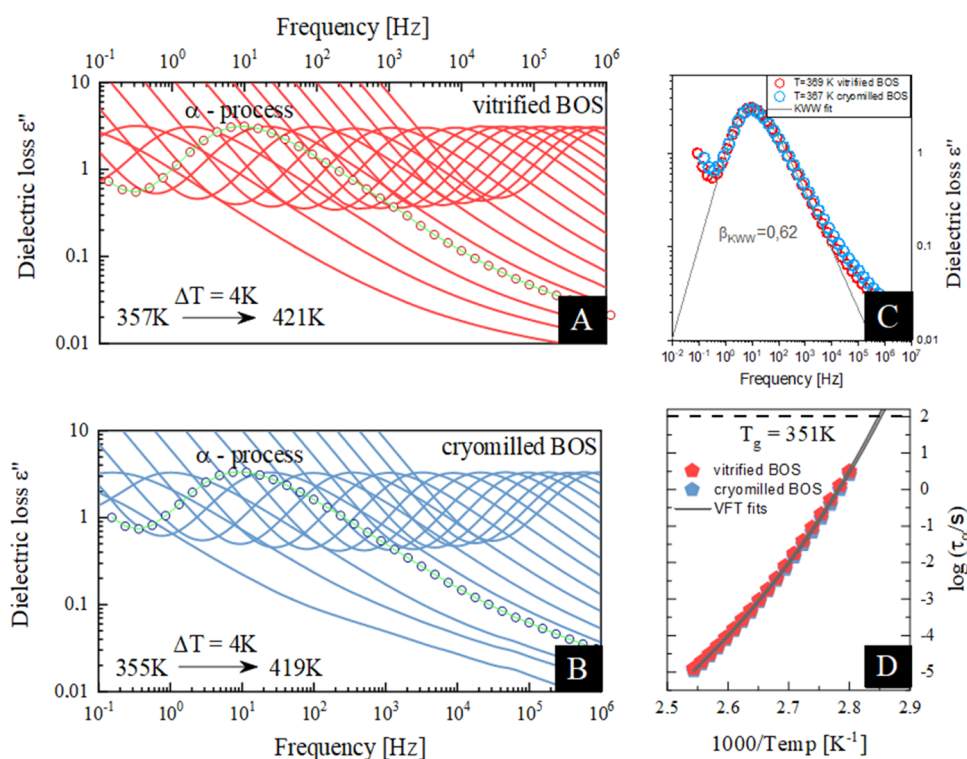 Frequency [Hz]
10⁻¹ 10⁰ 10¹ 10² 10³ 10⁴ 10⁵ 10⁶
Dielectric loss ε''
10
1
0.1
0.01
α - process
vitrified BOS
ΔT = 4K
357K
421K
A
Dielectric loss ε''
10
1
0.1
0.01
α - process
cryomilled BOS
ΔT = 4K
355K
419K
B
10⁻¹ 10⁰ 10¹ 10² 10³ 10⁴ 10⁵ 10⁶
Frequency [Hz]
T=369 K vitrified BOS
T=367 K cryomilled BOS
KWW fit
βKWW=0,62
C
1
0.1
0,01
Dielectric loss ε''
10⁻² 10⁻¹ 10⁰ 10¹ 10² 10³ 10⁴ 10⁵ 10⁶ 10⁷
Frequency [Hz]
Tg = 351K
vitrified BOS
cryomilled BOS
VFT fits
D
2
1
0
-1
-2
-3
-4
-5
log (τα/s)
2.5 2.6 2.7 2.8 2.9
1000/Temp [K⁻¹]